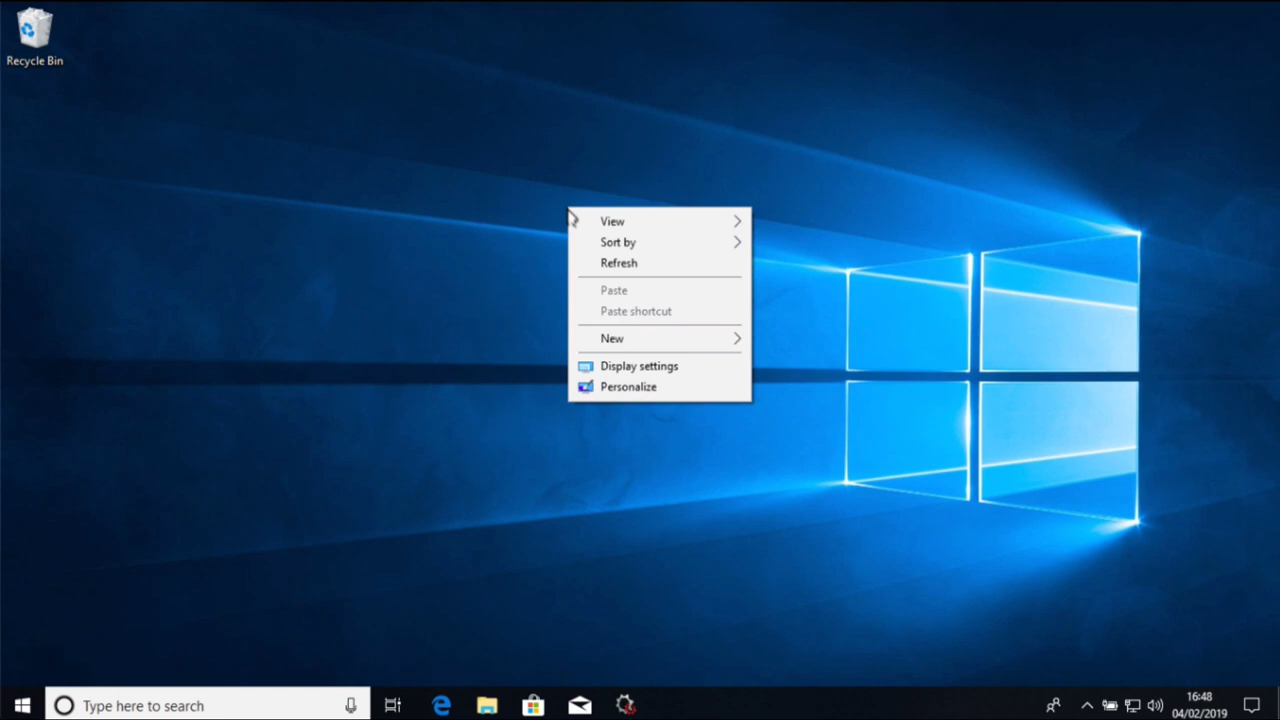 Recycle Bin
View
Sort by
Refresh
Paste
Paste shortcut
New
Display settings
Personalize
Type here to search
16:48
04/02/2019